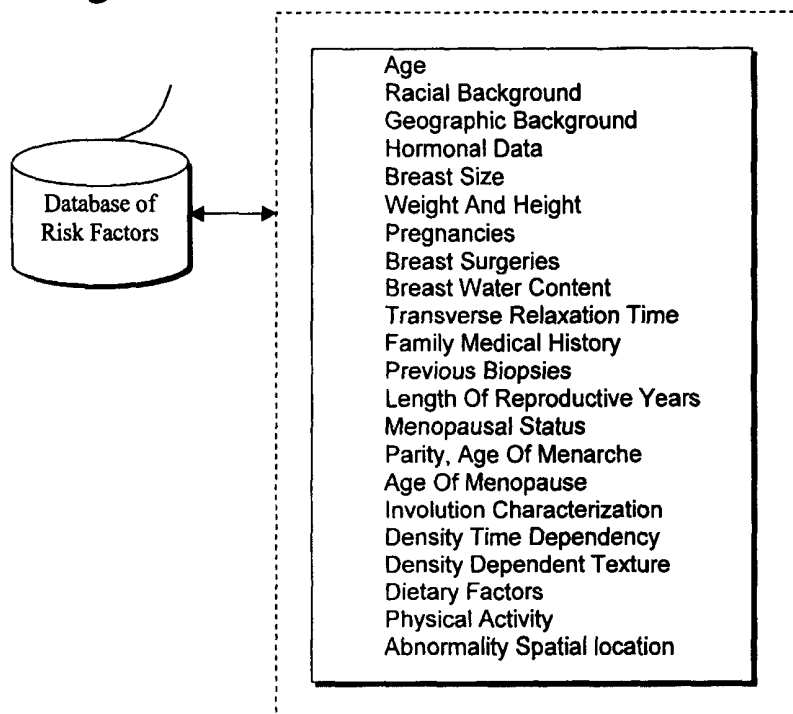 Database of
Risk Factors
Age
Racial Background
Geographic Background
Hormonal Data
Breast Size
Weight And Height
Pregnancies
Breast Surgeries
Breast Water Content
Transverse Relaxation Time
Family Medical History
Previous Biopsies
Length Of Reproductive Years
Menopausal Status
Parity, Age Of Menarche
Age Of Menopause
Involution Characterization
Density Time Dependency
Density Dependent Texture
Dietary Factors
Physical Activity
Abnormality Spatial location